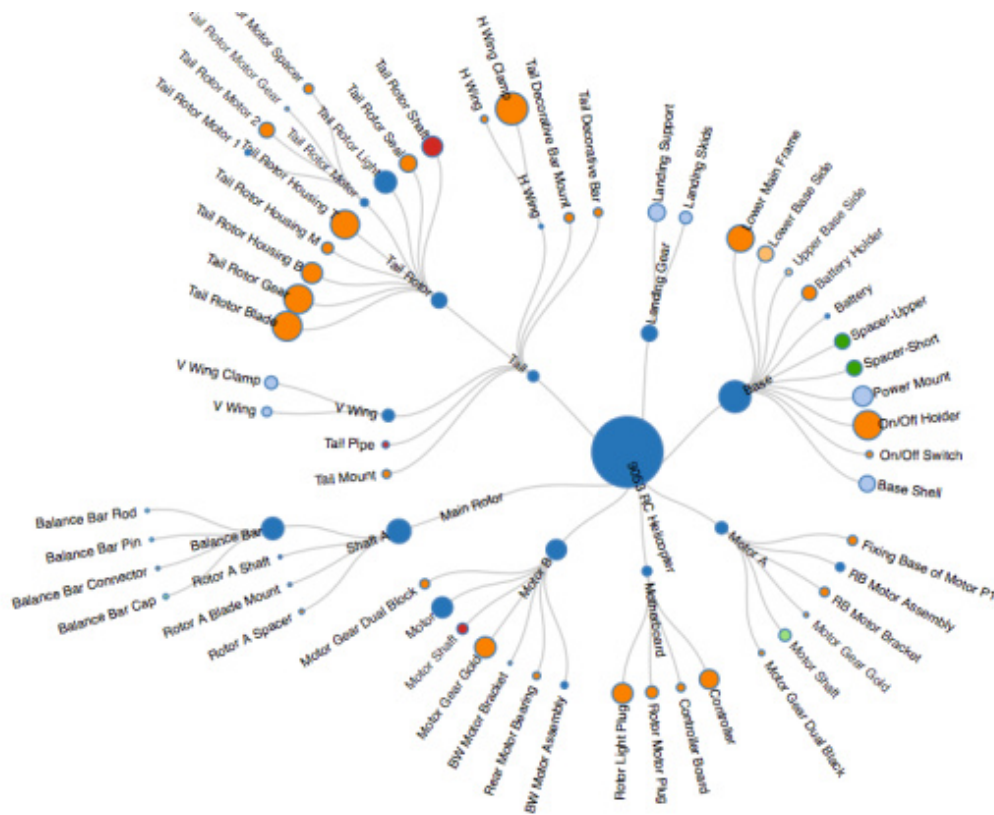 Motor Spacer
Tail Rotor Motor Gear
Tail Rotor Motor 2
Tail Rotor Motor 1
Tail Rotor Motor
Tail Rotor Light
Tail Rotor Seal
Tail Rotor Shaft
Tail Rotor Housing T
Tail Rotor Housing M
Tail Rotor Housing B
Tail Rotor Gear
Tail Rotor Blade
Tail Rotor
H Wing
H Wing Clamp
H Wing
Tail Decorative Bar Mount
Tail Decorative Bar
Tail
V Wing Clamp
V Wing
V Wing
Tail Pipe
Tail Mount
Landing Support
Landing Skids
Landing Gear
Lower Main Frame
Lower Base Side
Upper Base Side
Battery Holder
Battery
Spacer-Upper
Spacer-Short
Power Mount
On/Off Holder
On/Off Switch
Base Shell
Base
9053 RC Helicopter
Main Rotor
Shaft A
Balance Bar
Balance Bar Rod
Balance Bar Pin
Balance Bar Connector
Balance Bar Cap
Rotor A Shaft
Rotor A Blade Mount
Rotor A Spacer
Motor B
Motor Gear Dual Block
Motor
Motor Shaft
Motor Gear Gold
BW Motor Bracket
Rear Motor Bearing
BW Motor Assembly
Motherboard
Rotor Light Plug
Rotor Motor Plug
Controller Board
Controller
Motor A
Fixing Base of Motor P1
RB Motor Assembly
RB Motor Bracket
Motor Gear Gold
Motor Shaft
Motor Gear Dual Black